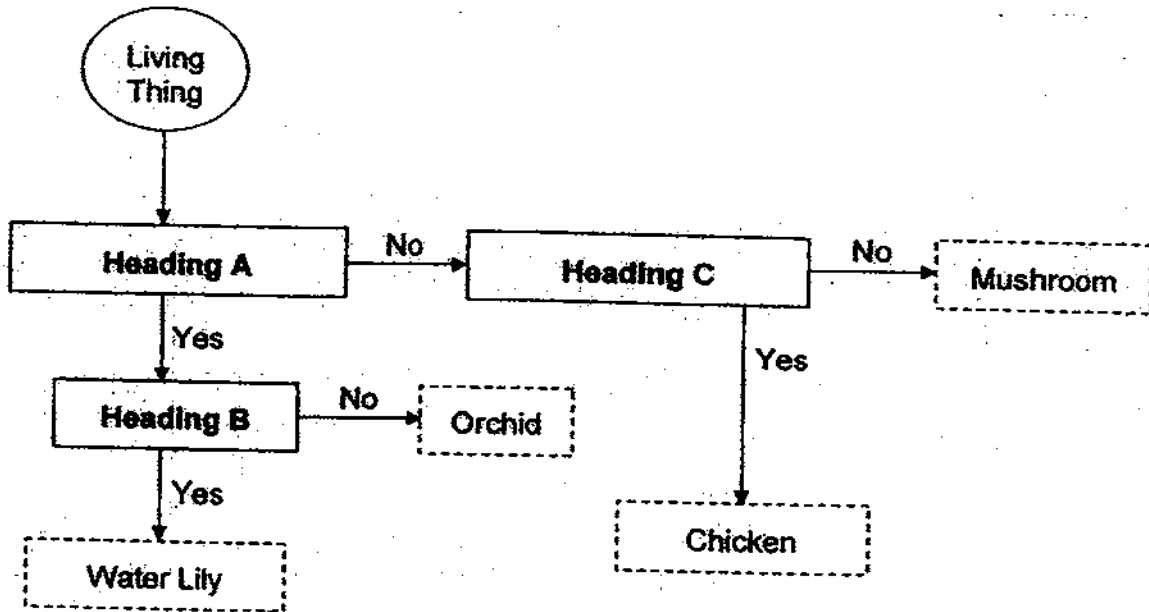 Living
Thing
Heading A
No
Heading C
No
Mushroom
Yes
Yes
Heading B
No
Orchid
Yes
Chicken
Water Lily